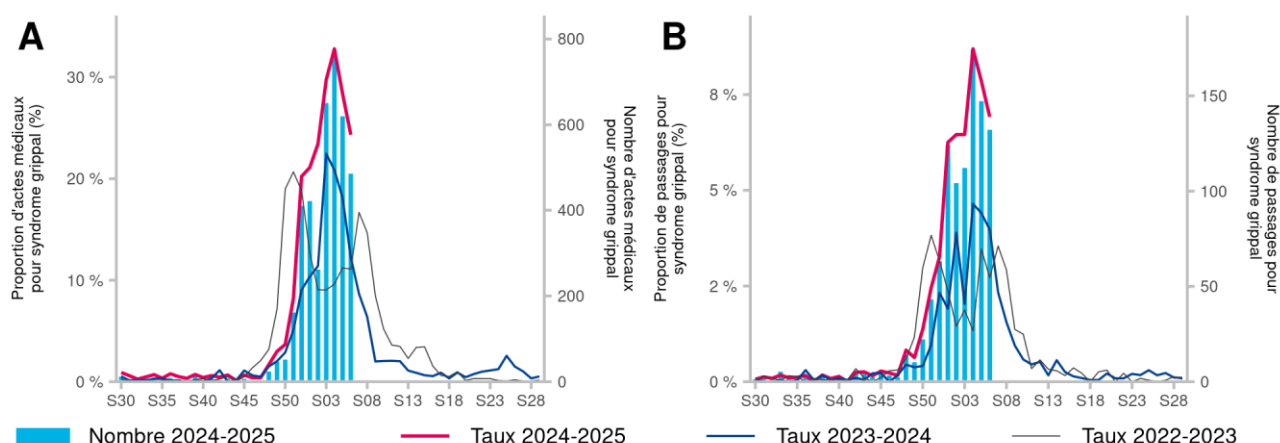 A
Proportion d'actes médicaux
pour syndrome grippal (%)
30 %
20 %
10 %
0 %
800
600
400
200
0
Nombre d'actes médicaux
pour syndrome grippal
S30
S35
S40
S45
S50
S03
S08
S13
S18
S23
S28
B
Proportion de passages pour
syndrome grippal (%)
8 %
5 %
2 %
0 %
150
100
50
0
Nombre de passages pour
syndrome grippal
S30
S35
S40
S45
S50
S03
S08
S13
S18
S23
S28
Nombre 2024-2025
Taux 2024-2025
Taux 2023-2024
Taux 2022-2023